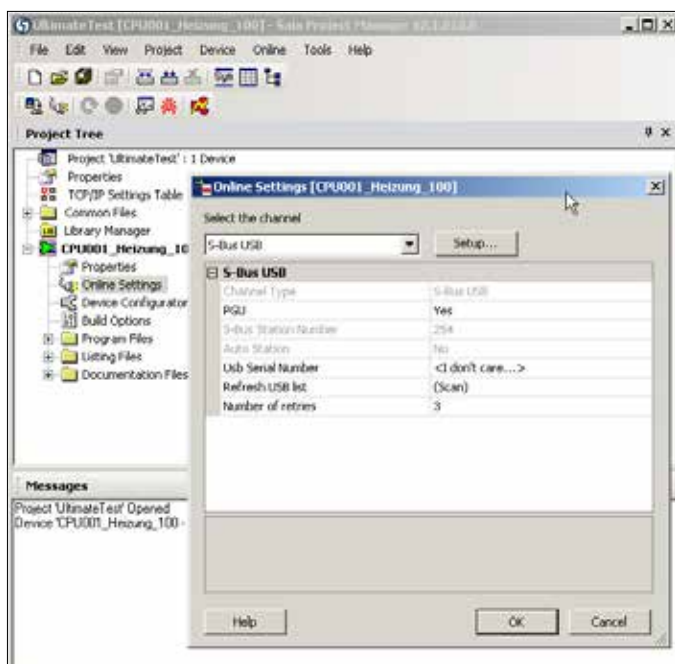 UltimateTest [CPU001_Heizung_100] - Saia Project Manager
File Edit View Project Device Online Tools Help
Project Tree
Project 'UltimateTest' : 1 Device
Properties
TCP/IP Settings Table
Common Files
Library Manager
CPU001_Heizung_10
Properties
Online Settings
Device Configurator
Build Options
Program Files
Listing Files
Documentation Files
Online Settings [CPU001_Heizung_100]
Select the channel
S-Bus USB Setup...
S-Bus USB
Channel Type S-Bus USB
PGU Yes
S-Bus Station Number 254
Auto Station No
Usb Serial Number <I don't care...>
Refresh USB list (Scan)
Number of retries 3
Messages
Project 'UltimateTest' Opened
Device 'CPU001_Heizung_100 -
Help OK Cancel